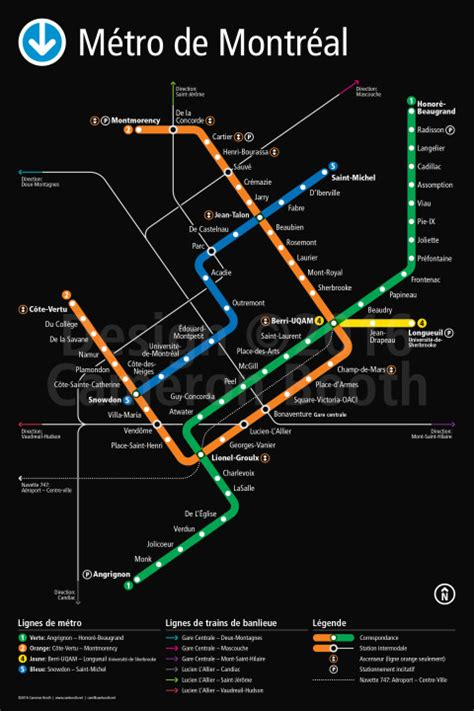 Métro de Montréal
Direction:
Saint-Jérôme
Direction:
Mascouche
2 Montmorency
De la
Concorde
Cartier
Henri-Bourassa
Sauvé
Crémazie
Jarry
Jean-Talon
Beaubien
Rosemont
Laurier
Mont-Royal
Sherbrooke
1 Honoré-
Beaugrand
Radisson
Langelier
Cadillac
Assomption
Viau
Pie-IX
Joliette
Préfontaine
Frontenac
Papineau
Beaudry
5
Saint-Michel
D'Iberville
Fabre
De Castelnau
Parc
Acadie
Outremont
Édouard-
Montpetit
Université-
de-Montréal
Côte-des-
Neiges
Snowdon 5
Direction:
Deux-Montagnes
2
Côte-Vertu
Du Collège
De la Savane
Namur
Plamondon
Côte-Sainte-Catherine
Villa-Maria
Vendôme
Place-Saint-Henri
Berri-UQAM 4
4
Longueuil
Université-de-
Sherbrooke
Jean-
Drapeau
Saint-Laurent
Place-des-Arts
McGill
Peel
Guy-Concordia
Atwater
Champ-de-Mars
Place-d'Armes
Square-Victoria-OACI
Bonaventure Gare centrale
Lucien-L'Allier
Georges-Vanier
Lionel-Groulx
Charlevoix
LaSalle
De L'Église
Verdun
Jolicoeur
Monk
Angrignon
1
Direction:
Vaudreuil-Hudson
Direction:
Mont-Saint-Hilaire
Navette 747:
Aéroport – Centre-ville
Direction:
Candiac
Design ©2016
Cameron Booth
N
Lignes de métro
1 Verte: Angrignon – Honoré-Beaugrand
2 Orange: Côte-Vertu – Montmorency
4 Jaune: Berri-UQAM – Longueuil Université-de-Sherbrooke
5 Bleue: Snowdon – Saint-Michel
Lignes de trains de banlieue
Gare Centrale – Deux-Montagnes
Gare Centrale – Mascouche
Gare Centrale – Mont-Saint-Hilaire
Lucien L'Allier – Candiac
Lucien L'Allier – Saint-Jérôme
Lucien L'Allier – Vaudreuil-Hudson
Légende
Correspondance
Station intermodale
Ascenseur (ligne orange seulement)
P Stationnement incitatif
Navette 747: Aéroport – Centre-Ville